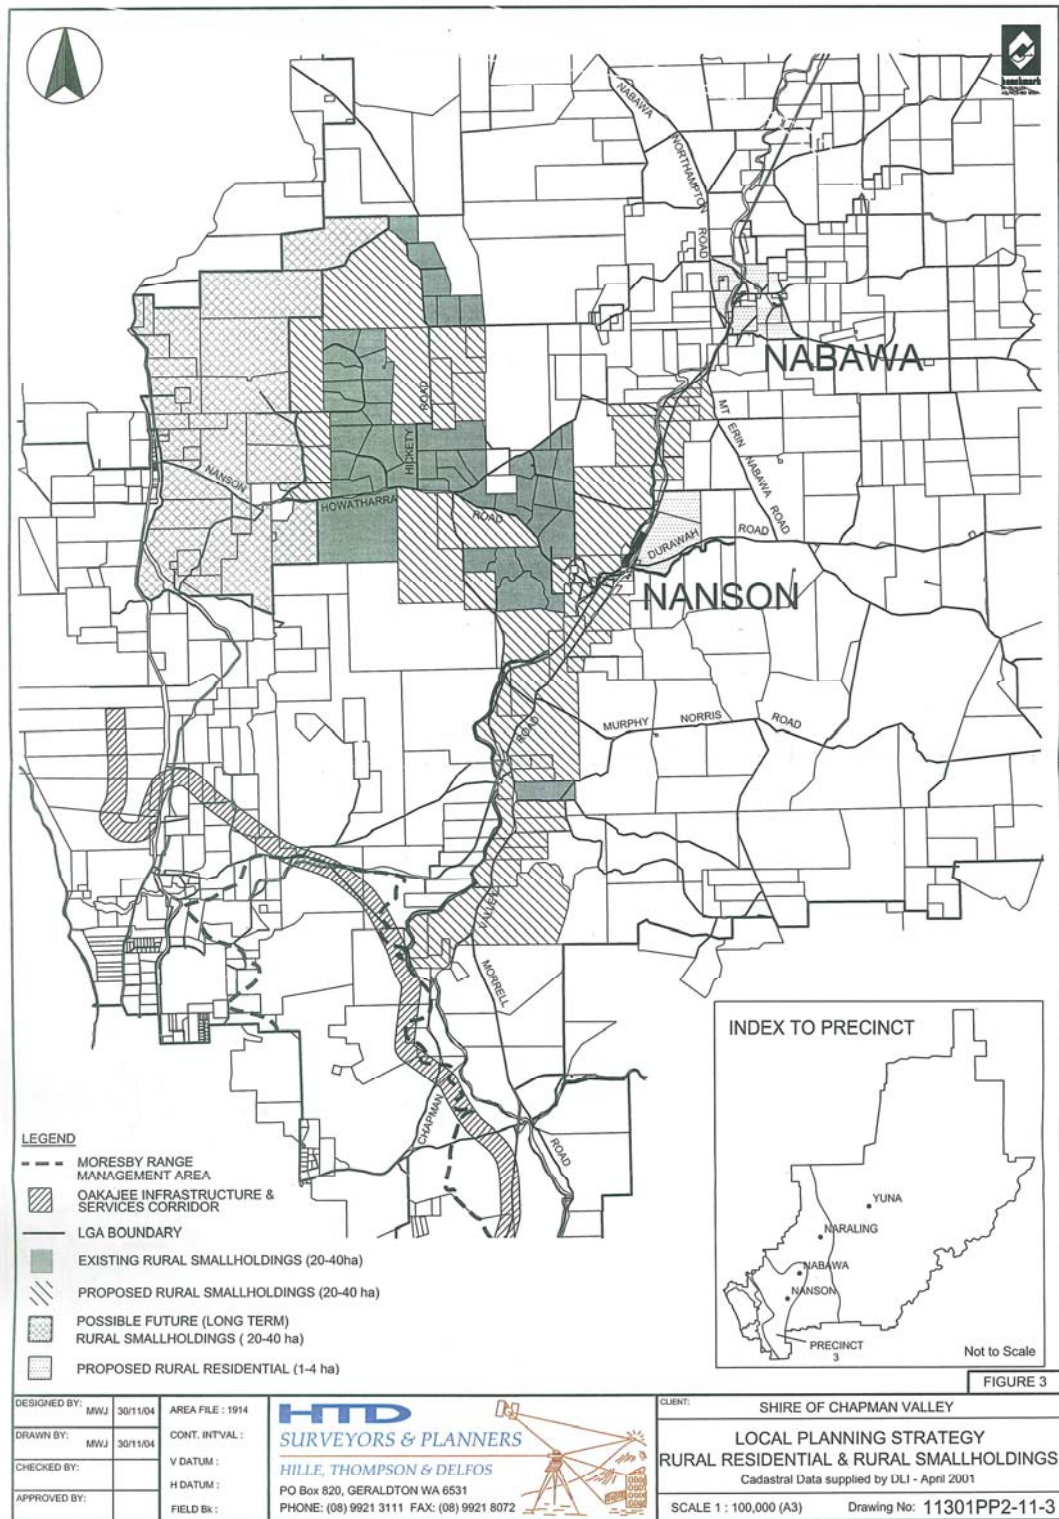 benchmark
NABAWA
NORTHAMPTON
ROAD
NABAWA
MT ERIN NABAWA ROAD
HICKETY
ROAD
NANSON
HOWATHARRA
ROAD
DURAWAH
ROAD
NANSON
MURPHY NORRIS ROAD
ROAD
VALLEY
MORRELL
CHAPMAN
ROAD
INDEX TO PRECINCT
YUNA
NARALING
NABAWA
NANSON
PRECINCT
3
Not to Scale
LEGEND
MORESBY RANGE
MANAGEMENT AREA
OAKAJEE INFRASTRUCTURE &
SERVICES CORRIDOR
LGA BOUNDARY
EXISTING RURAL SMALLHOLDINGS (20-40ha)
PROPOSED RURAL SMALLHOLDINGS (20-40 ha)
POSSIBLE FUTURE (LONG TERM)
RURAL SMALLHOLDINGS ( 20-40 ha)
PROPOSED RURAL RESIDENTIAL (1-4 ha)
FIGURE 3
DESIGNED BY: MWJ 30/11/04
DRAWN BY: MWJ 30/11/04
CHECKED BY:
APPROVED BY:
AREA FILE : 1914
CONT. INT'VAL :
V DATUM :
H DATUM :
FIELD Bk :
HTD
SURVEYORS & PLANNERS
HILLE, THOMPSON & DELFOS
PO Box 820, GERALDTON WA 6531
PHONE: (08) 9921 3111 FAX: (08) 9921 8072
CLIENT: SHIRE OF CHAPMAN VALLEY
LOCAL PLANNING STRATEGY
RURAL RESIDENTIAL & RURAL SMALLHOLDINGS
Cadastral Data supplied by DLI - April 2001
SCALE 1 : 100,000 (A3) Drawing No: 11301PP2-11-3